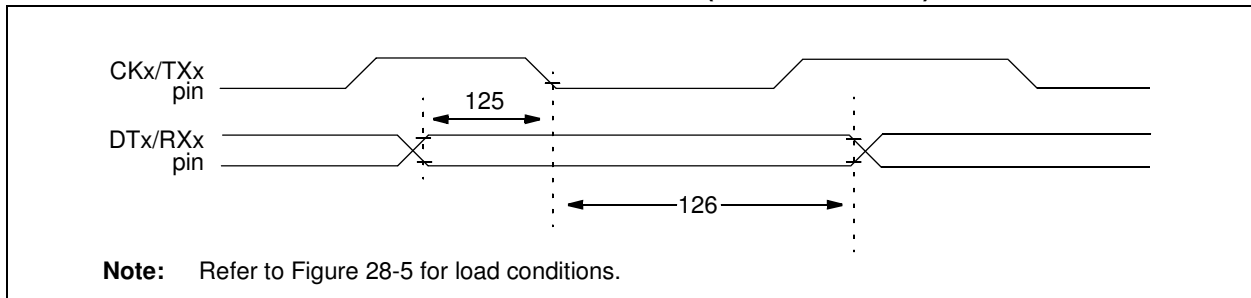 CKx/TXx
pin
125
DTx/RXx
pin
126
Note: Refer to Figure 28-5 for load conditions.